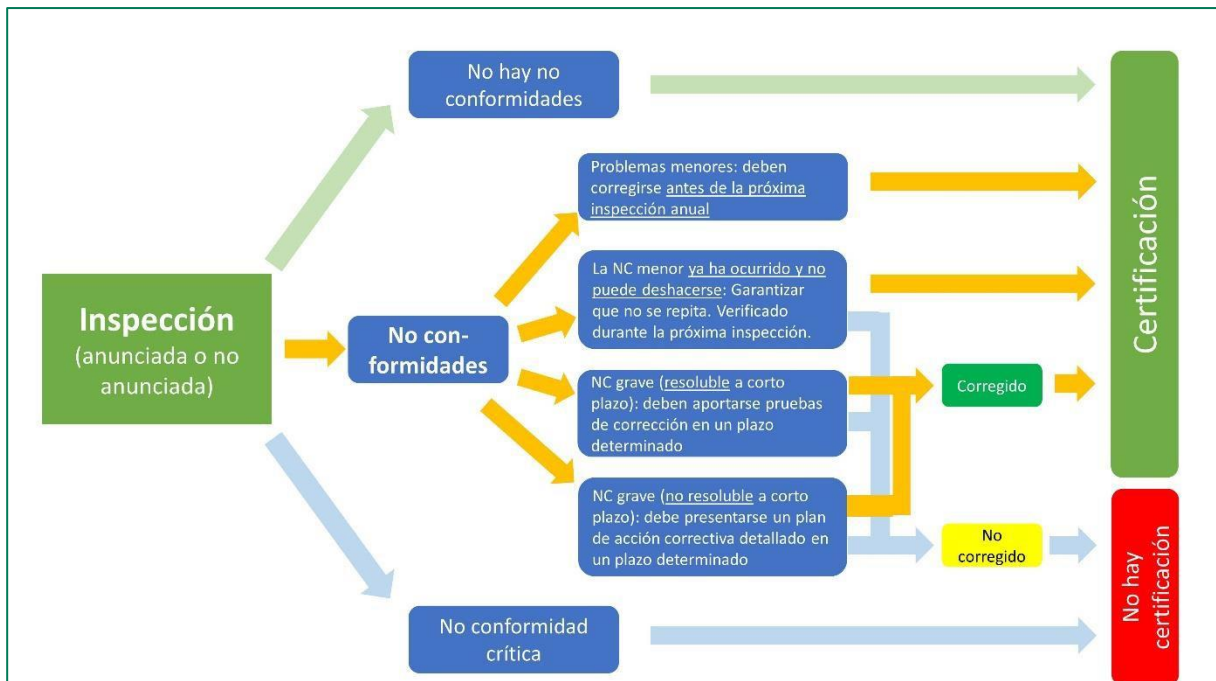 No hay no
conformidades
Problemas menores: deben
corregirse antes de la próxima
inspección anual
La NC menor ya ha ocurrido y no
puede deshacerse: Garantizar
que no se repita. Verificado
durante la próxima inspección.
Inspección
(anunciada o no
anunciada)
No con-
formidades
NC grave (resoluble a corto
plazo): deben aportarse pruebas
de corrección en un plazo
determinado
Corregido
Certificación
NC grave (no resoluble a corto
plazo): debe presentarse un plan
de acción correctiva detallado en
un plazo determinado
No
corregido
No conformidad
crítica
No hay
certificación